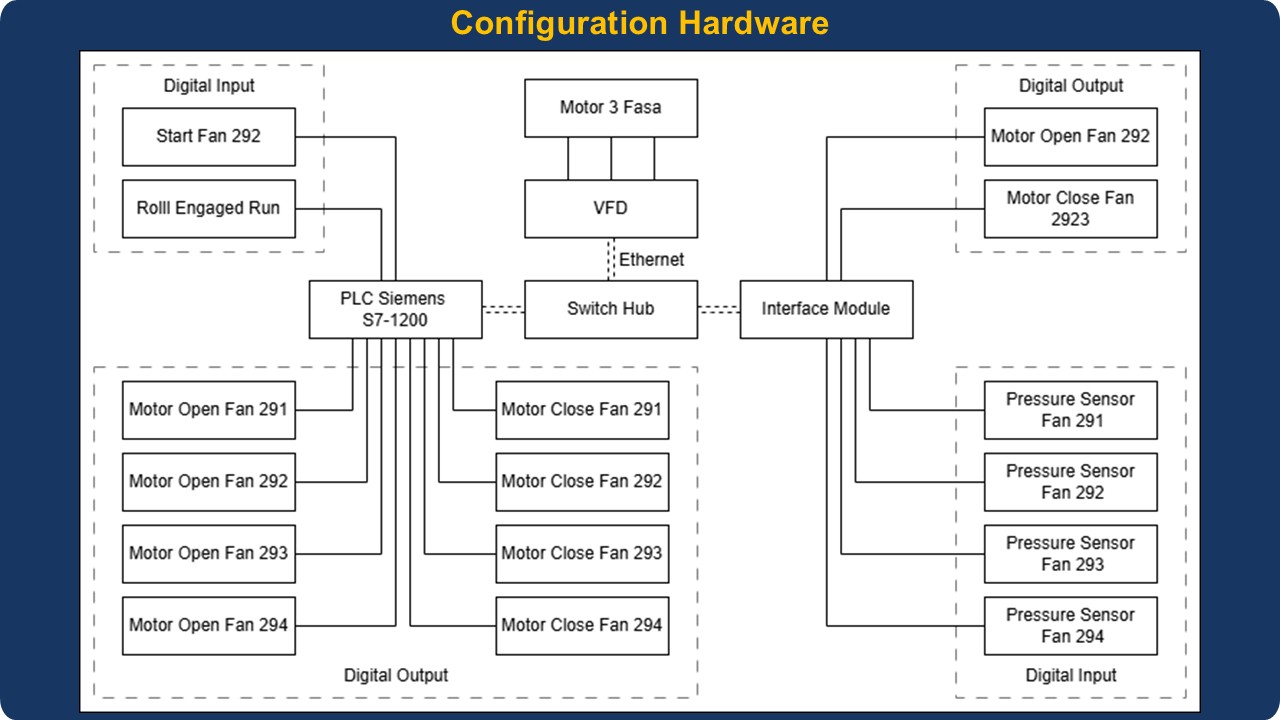 Configuration Hardware
Digital Input
Start Fan 292
Rolll Engaged Run
Motor 3 Fasa
VFD
Ethernet
Digital Output
Motor Open Fan 292
Motor Close Fan
2923
PLC Siemens
S7-1200
Switch Hub
Interface Module
Motor Open Fan 291
Motor Open Fan 292
Motor Open Fan 293
Motor Open Fan 294
Motor Close Fan 291
Motor Close Fan 292
Motor Close Fan 293
Motor Close Fan 294
Digital Output
Pressure Sensor
Fan 291
Pressure Sensor
Fan 292
Pressure Sensor
Fan 293
Pressure Sensor
Fan 294
Digital Input